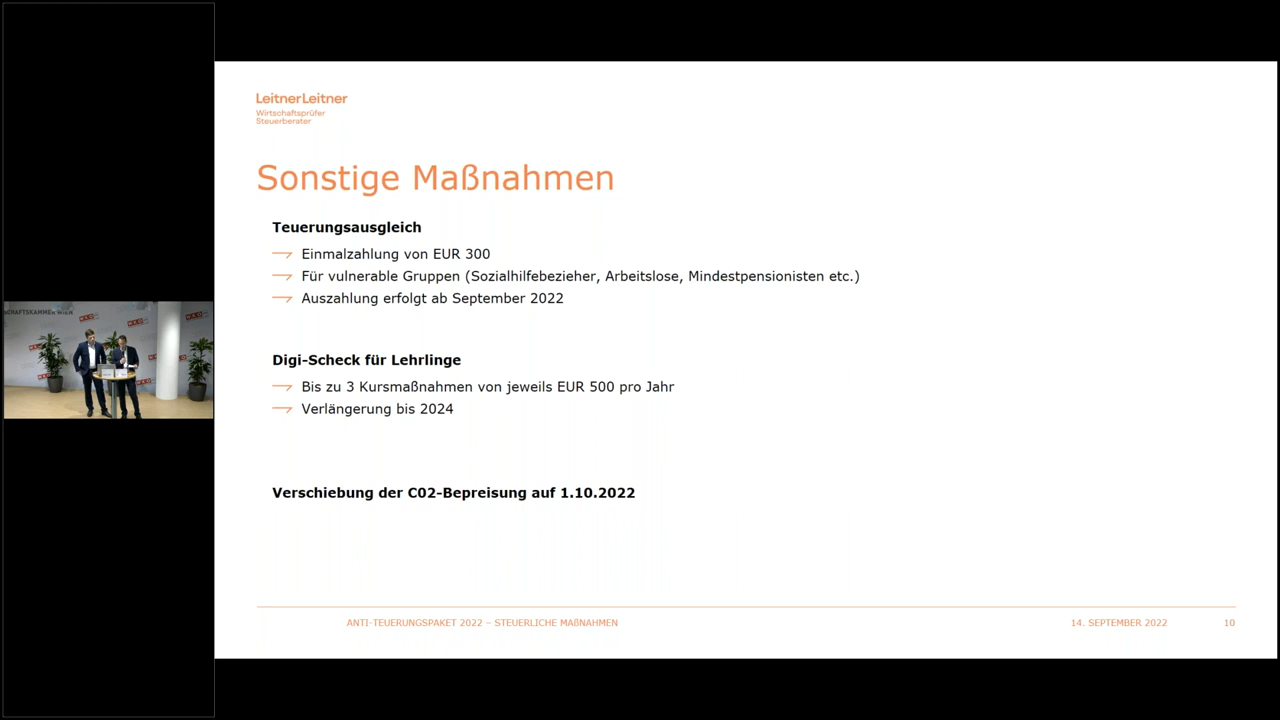 LeitnerLeitner
Wirtschaftsprüfer
Steuerberater
Sonstige Maßnahmen
Teuerungsausgleich
Einmalzahlung von EUR 300
Für vulnerable Gruppen (Sozialhilfebezieher, Arbeitslose, Mindestpensionisten etc.)
Auszahlung erfolgt ab September 2022
Digi-Scheck für Lehrlinge
Bis zu 3 Kursmaßnahmen von jeweils EUR 500 pro Jahr
Verlängerung bis 2024
Verschiebung der C02-Bepreisung auf 1.10.2022
ANTI-TEUERUNGSPAKET 2022 – STEUERLICHE MAßNAHMEN
14. SEPTEMBER 2022
10